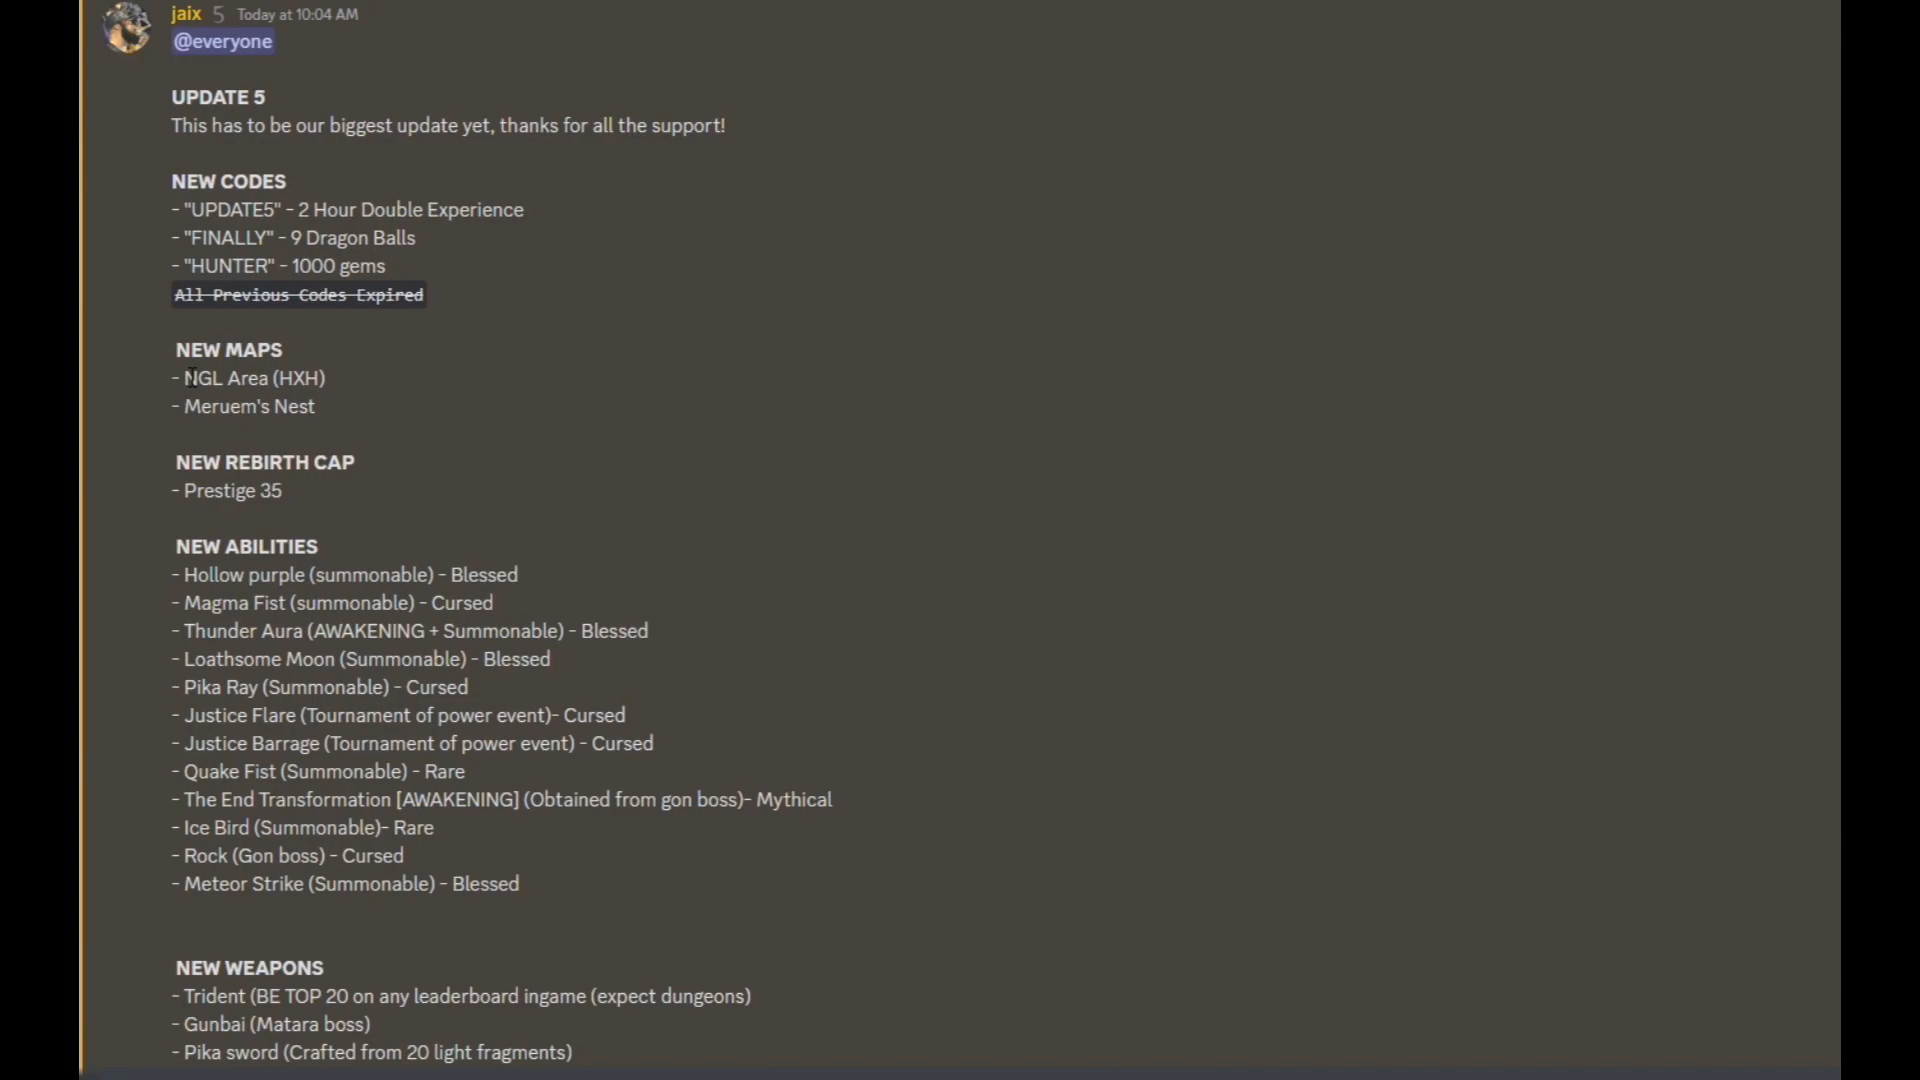 jaix 5 Today at 10:04 AM
@everyone
UPDATE 5
This has to be our biggest update yet, thanks for all the support!
NEW CODES
- "UPDATE5" - 2 Hour Double Experience
- "FINALLY" - 9 Dragon Balls
- "HUNTER" - 1000 gems
All Previous Codes Expired
NEW MAPS
- NGL Area (HXH)
- Meruem's Nest
NEW REBIRTH CAP
- Prestige 35
NEW ABILITIES
- Hollow purple (summonable) - Blessed
- Magma Fist (summonable) - Cursed
- Thunder Aura (AWAKENING + Summonable) - Blessed
- Loathsome Moon (Summonable) - Blessed
- Pika Ray (Summonable) - Cursed
- Justice Flare (Tournament of power event)- Cursed
- Justice Barrage (Tournament of power event) - Cursed
- Quake Fist (Summonable) - Rare
- The End Transformation [AWAKENING] (Obtained from gon boss)- Mythical
- Ice Bird (Summonable)- Rare
- Rock (Gon boss) - Cursed
- Meteor Strike (Summonable) - Blessed
NEW WEAPONS
- Trident (BE TOP 20 on any leaderboard ingame (expect dungeons)
- Gunbai (Matara boss)
- Pika sword (Crafted from 20 light fragments)